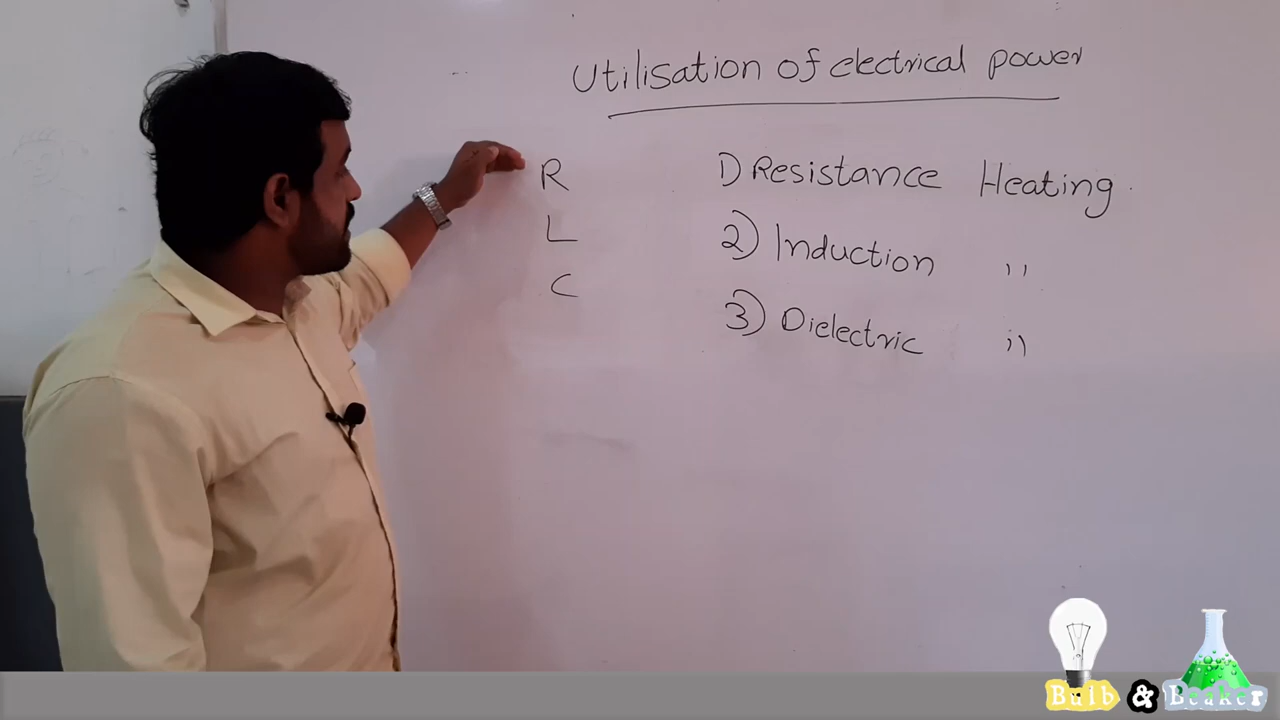 Utilisation of electrical power
R
L
C
1) Resistance Heating.
2) Induction ,,
3) Dielectric ,,
Bulb & Beaker